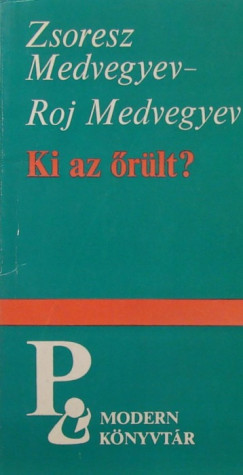 Zsoresz
Medvegyev–
Roj Medvegyev
Ki az őrült?
MODERN
KÖNYVTÁR